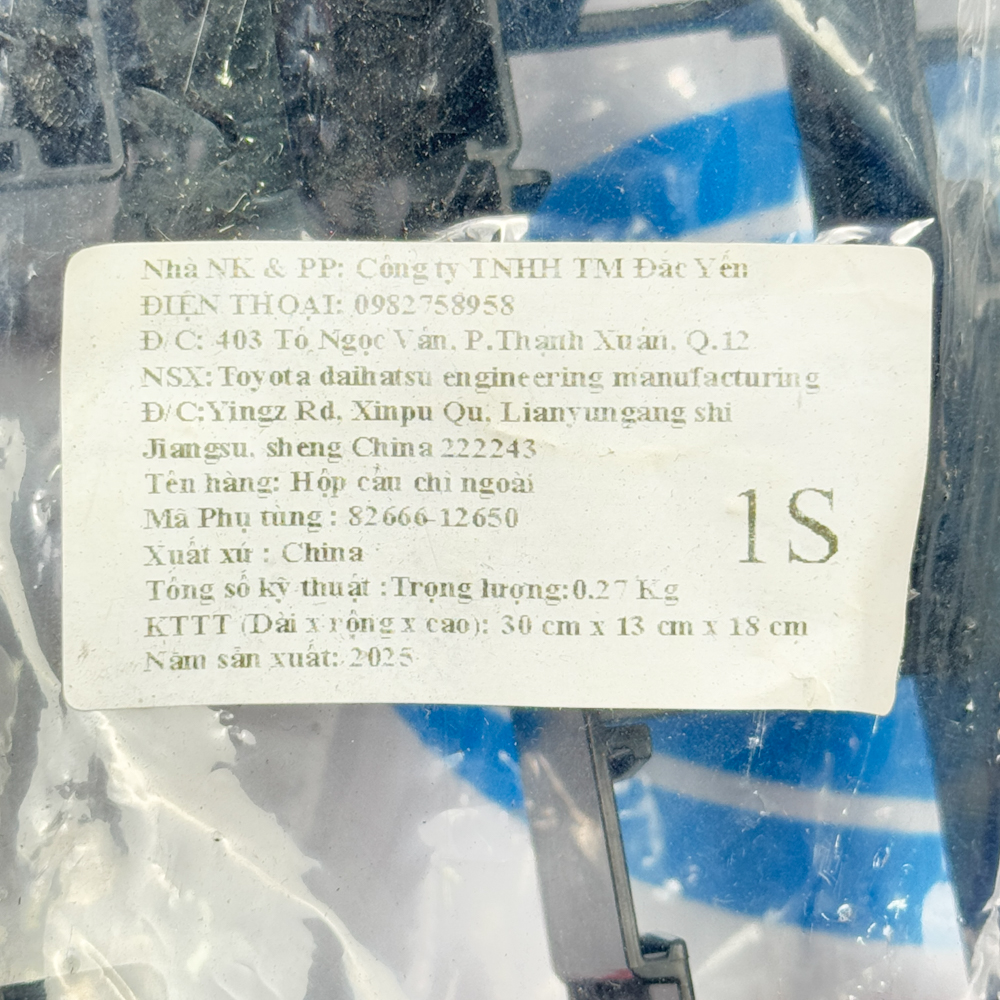 Nhà NK & PP: Công ty TNHH TM Đắc Yến
ĐIỆN THOẠI: 0982758958
Đ/C: 403 Tô Ngọc Vân, P.Thạnh Xuân, Q.12
NSX: Toyota daihatsu engineering manufacturing
Đ/C:Yingz Rd, Xinpu Qu, Lianyungang shi
Jiangsu, sheng China 222243
Tên hàng: Hộp cầu chì ngoài
Mã Phụ tùng : 82666-12650
Xuất xứ : China
Tổng số kỹ thuật :Trọng lượng:0.27 Kg
KTTT (Dài x rộng x cao): 30 cm x 13 cm x 18 cm
Năm sản xuất: 2025
1S